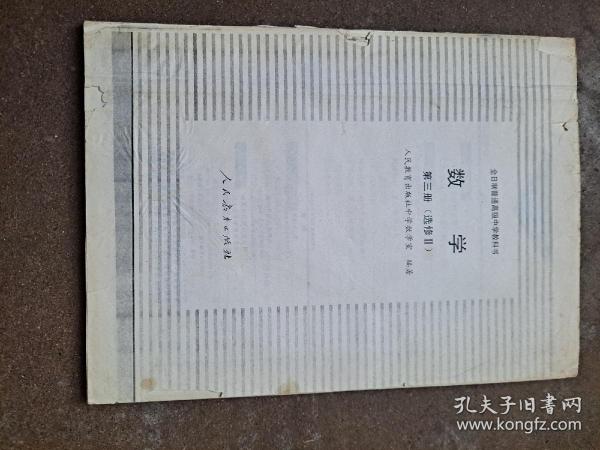 全日制普通高级中学教科书
数 学
第三册（选修Ⅱ）
人民教育出版社中学数学室 编著
人民教育出版社
孔夫子旧书网
www.kongfz.com